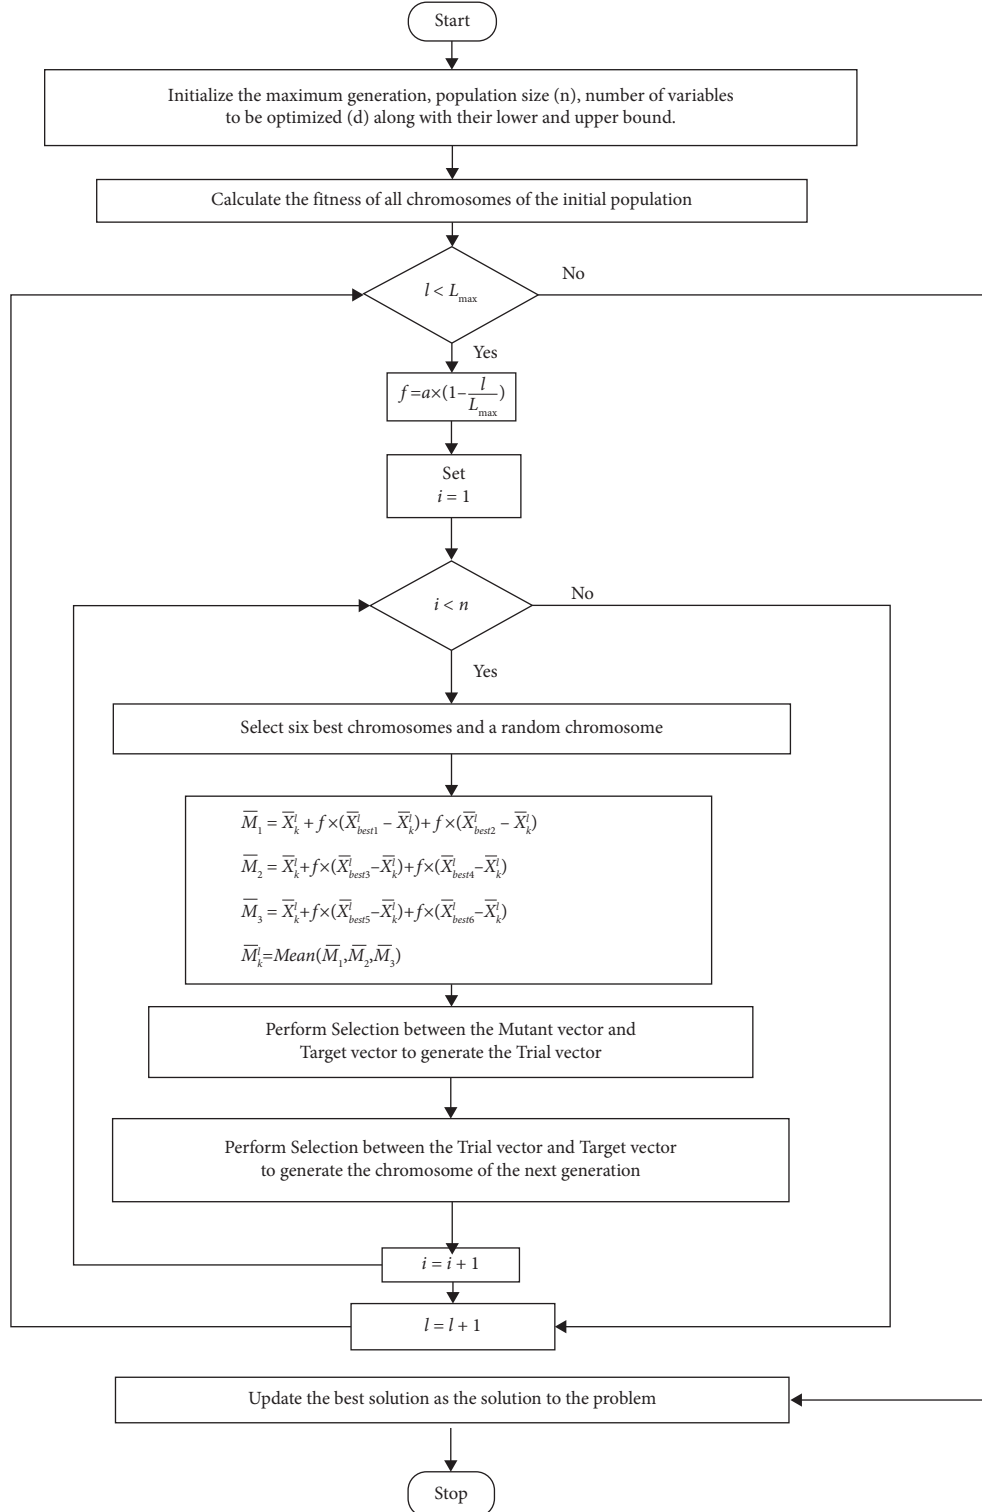 Start
Initialize the maximum generation, population size (n), number of variables
to be optimized (d) along with their lower and upper bound.
Calculate the fitness of all chromosomes of the initial population
l < L_max
No
Yes
f=a×(1−l/L_max)
Set
i = 1
i < n
No
Yes
Select six best chromosomes and a random chromosome
M̅_1 = X̅_k^l + f×(X̅_best1^l − X̅_k^l)+ f×(X̅_best2^l − X̅_k^l)
M̅_2 = X̅_k^l+f×(X̅_best3^l−X̅_k^l)+f×(X̅_best4^l−X̅_k^l)
M̅_3 = X̅_k^l+f×(X̅_best5^l−X̅_k^l)+f×(X̅_best6^l−X̅_k^l)
M̅_k^l=Mean(M̅_1,M̅_2,M̅_3)
Perform Selection between the Mutant vector and
Target vector to generate the Trial vector
Perform Selection between the Trial vector and Target vector
to generate the chromosome of the next generation
i = i + 1
l = l + 1
Update the best solution as the solution to the problem
Stop